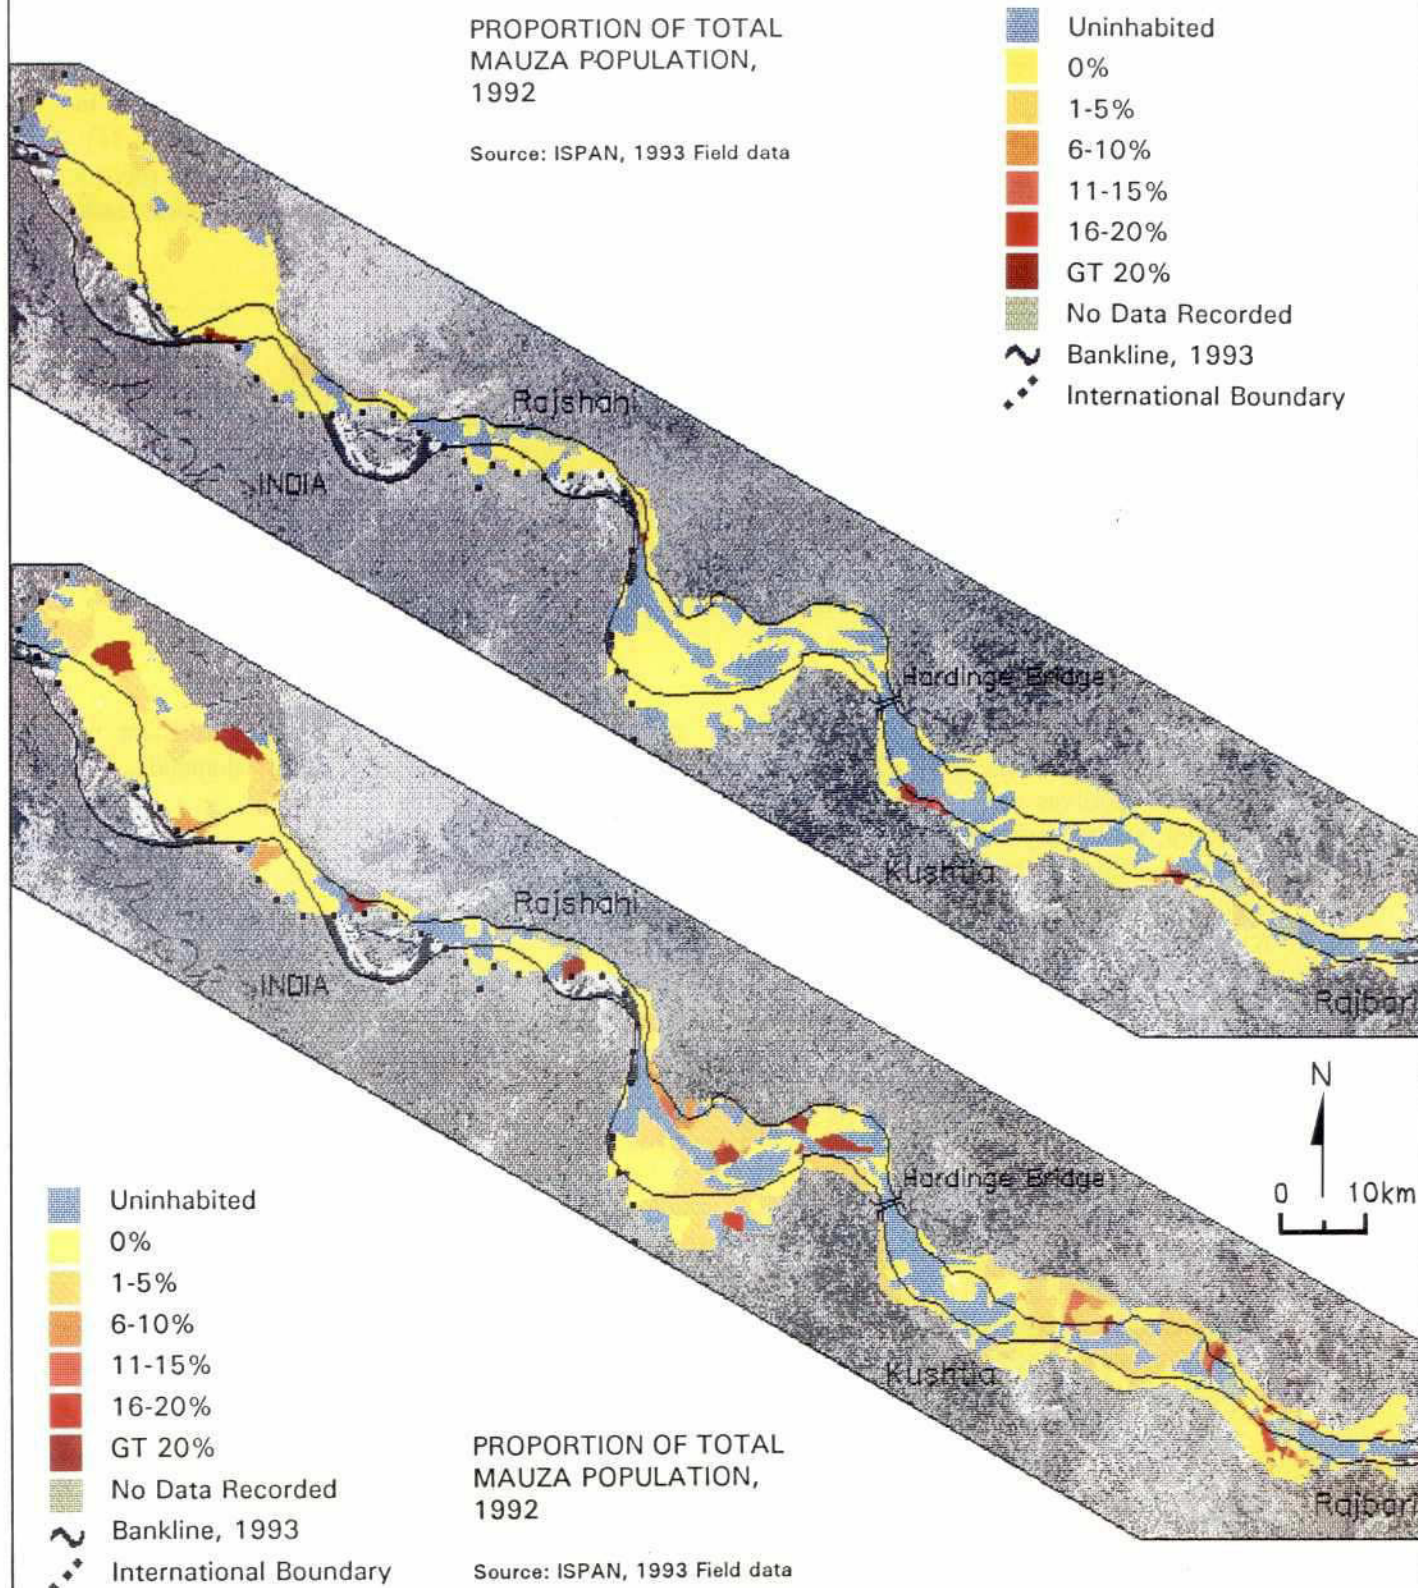 PROPORTION OF TOTAL
MAUZA POPULATION,
1992
Source: ISPAN, 1993 Field data
Uninhabited
0%
1-5%
6-10%
11-15%
16-20%
GT 20%
No Data Recorded
Bankline, 1993
International Boundary
Rajshahi
INDIA
Hardinge Bridge
Kushtia
Rajbari
Rajshahi
INDIA
Hardinge Bridge
Kushtia
Rajbari
N
0 10km
Uninhabited
0%
1-5%
6-10%
11-15%
16-20%
GT 20%
No Data Recorded
Bankline, 1993
International Boundary
PROPORTION OF TOTAL
MAUZA POPULATION,
1992
Source: ISPAN, 1993 Field data